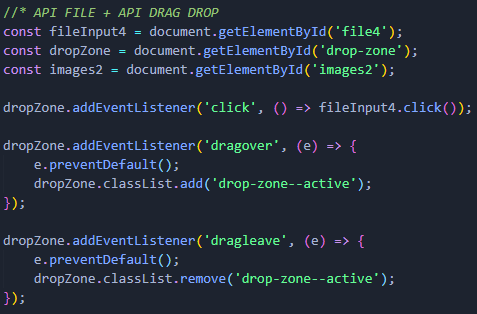 //* API FILE + API DRAG DROP
const fileInput4 = document.getElementById('file4');
const dropZone = document.getElementById('drop-zone');
const images2 = document.getElementById('images2');
dropZone.addEventListener('click', () => fileInput4.click());
dropZone.addEventListener('dragover', (e) => {
    e.preventDefault();
    dropZone.classList.add('drop-zone--active');
});
dropZone.addEventListener('dragleave', (e) => {
    e.preventDefault();
    dropZone.classList.remove('drop-zone--active');
});